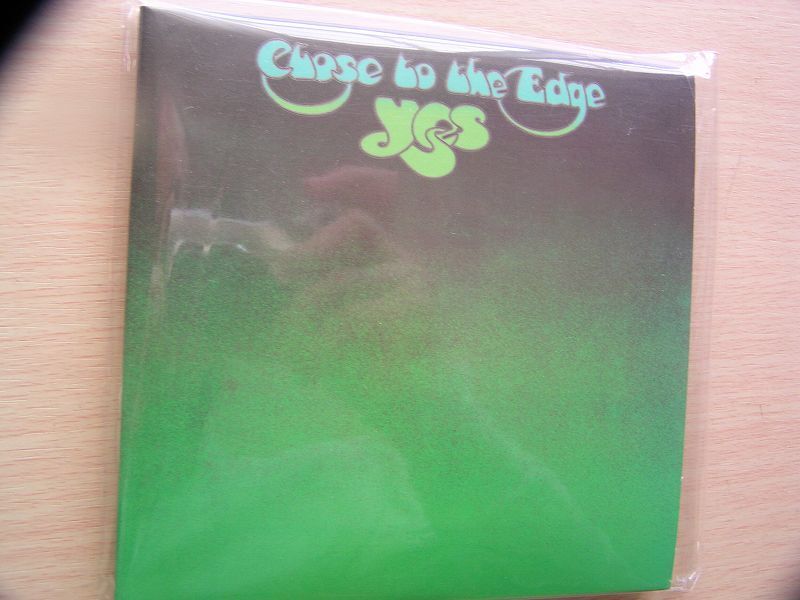 Close to the Edge
yes